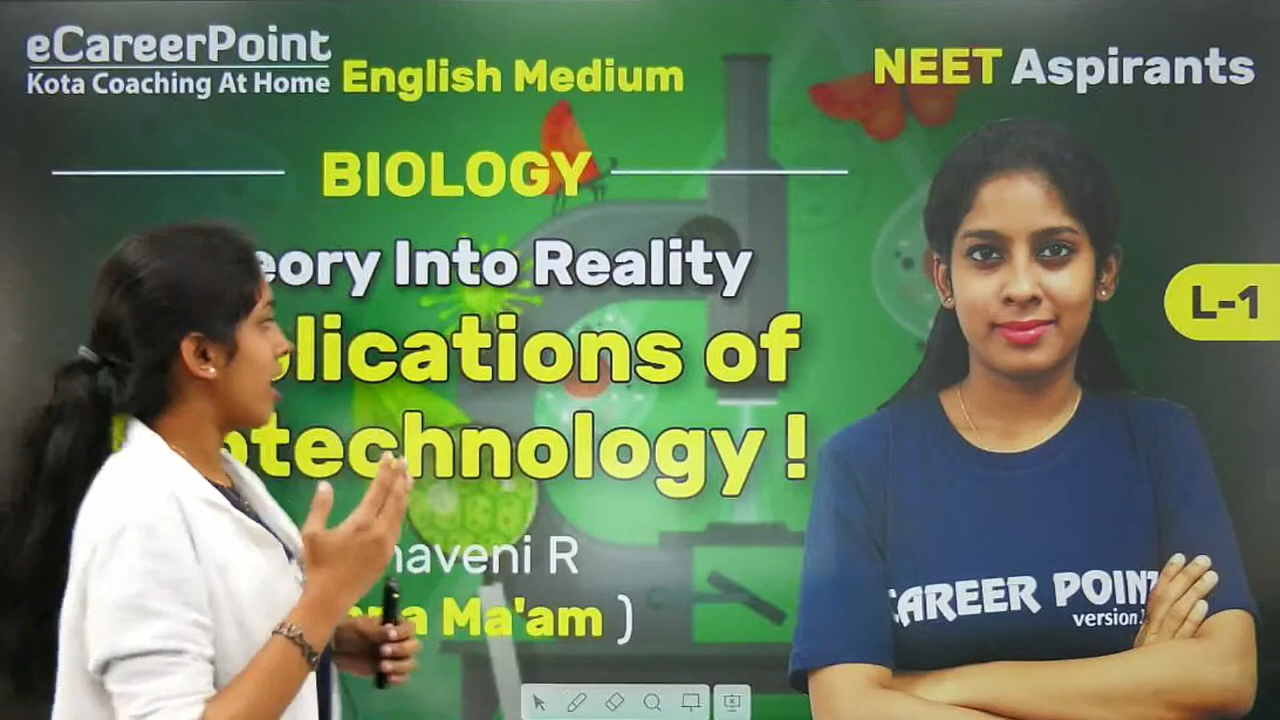 eCareerPoint
Kota Coaching At Home
English Medium
NEET Aspirants
BIOLOGY
eory Into Reality
L-1
lications of
technology !
naveni R
a Ma'am )
CAREER POINT
version